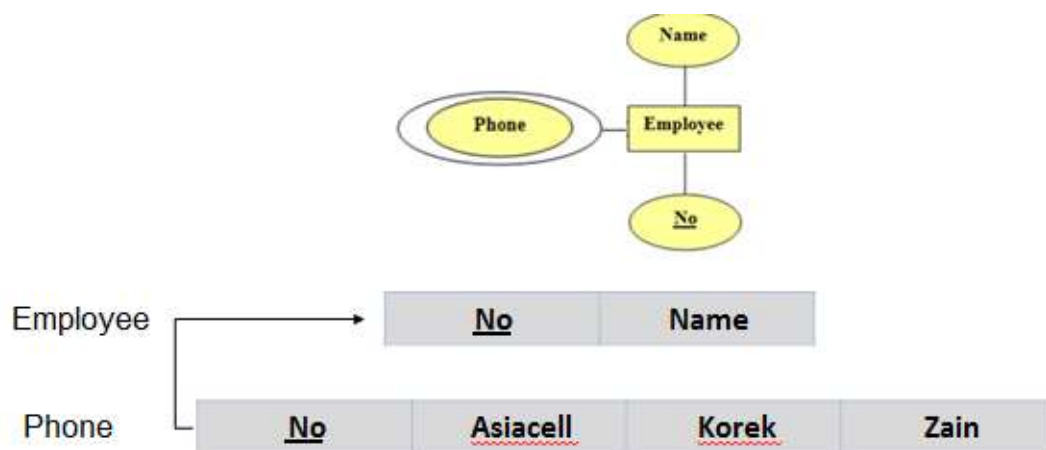 Name
Phone Employee
No
Employee No Name
Phone No Asiacell Korek Zain